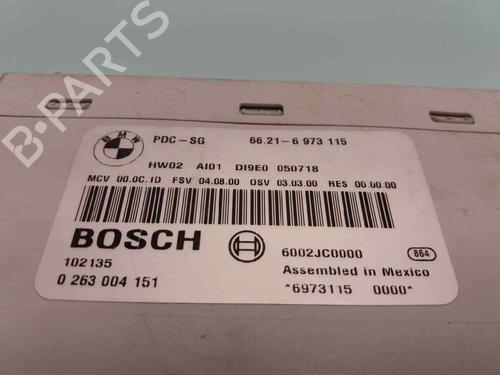 B-PARTS
BMW
PDC-SG 66.21-6 973 115
HW02 AI01 DI9E0 050718
MCV 00.0C.1D FSV 04.08.00 OSV 03.03.00 RES 00.00.00
BOSCH
6002JC0000 864
102135
Assembled in Mexico
0 263 004 151
*6973115 0000*